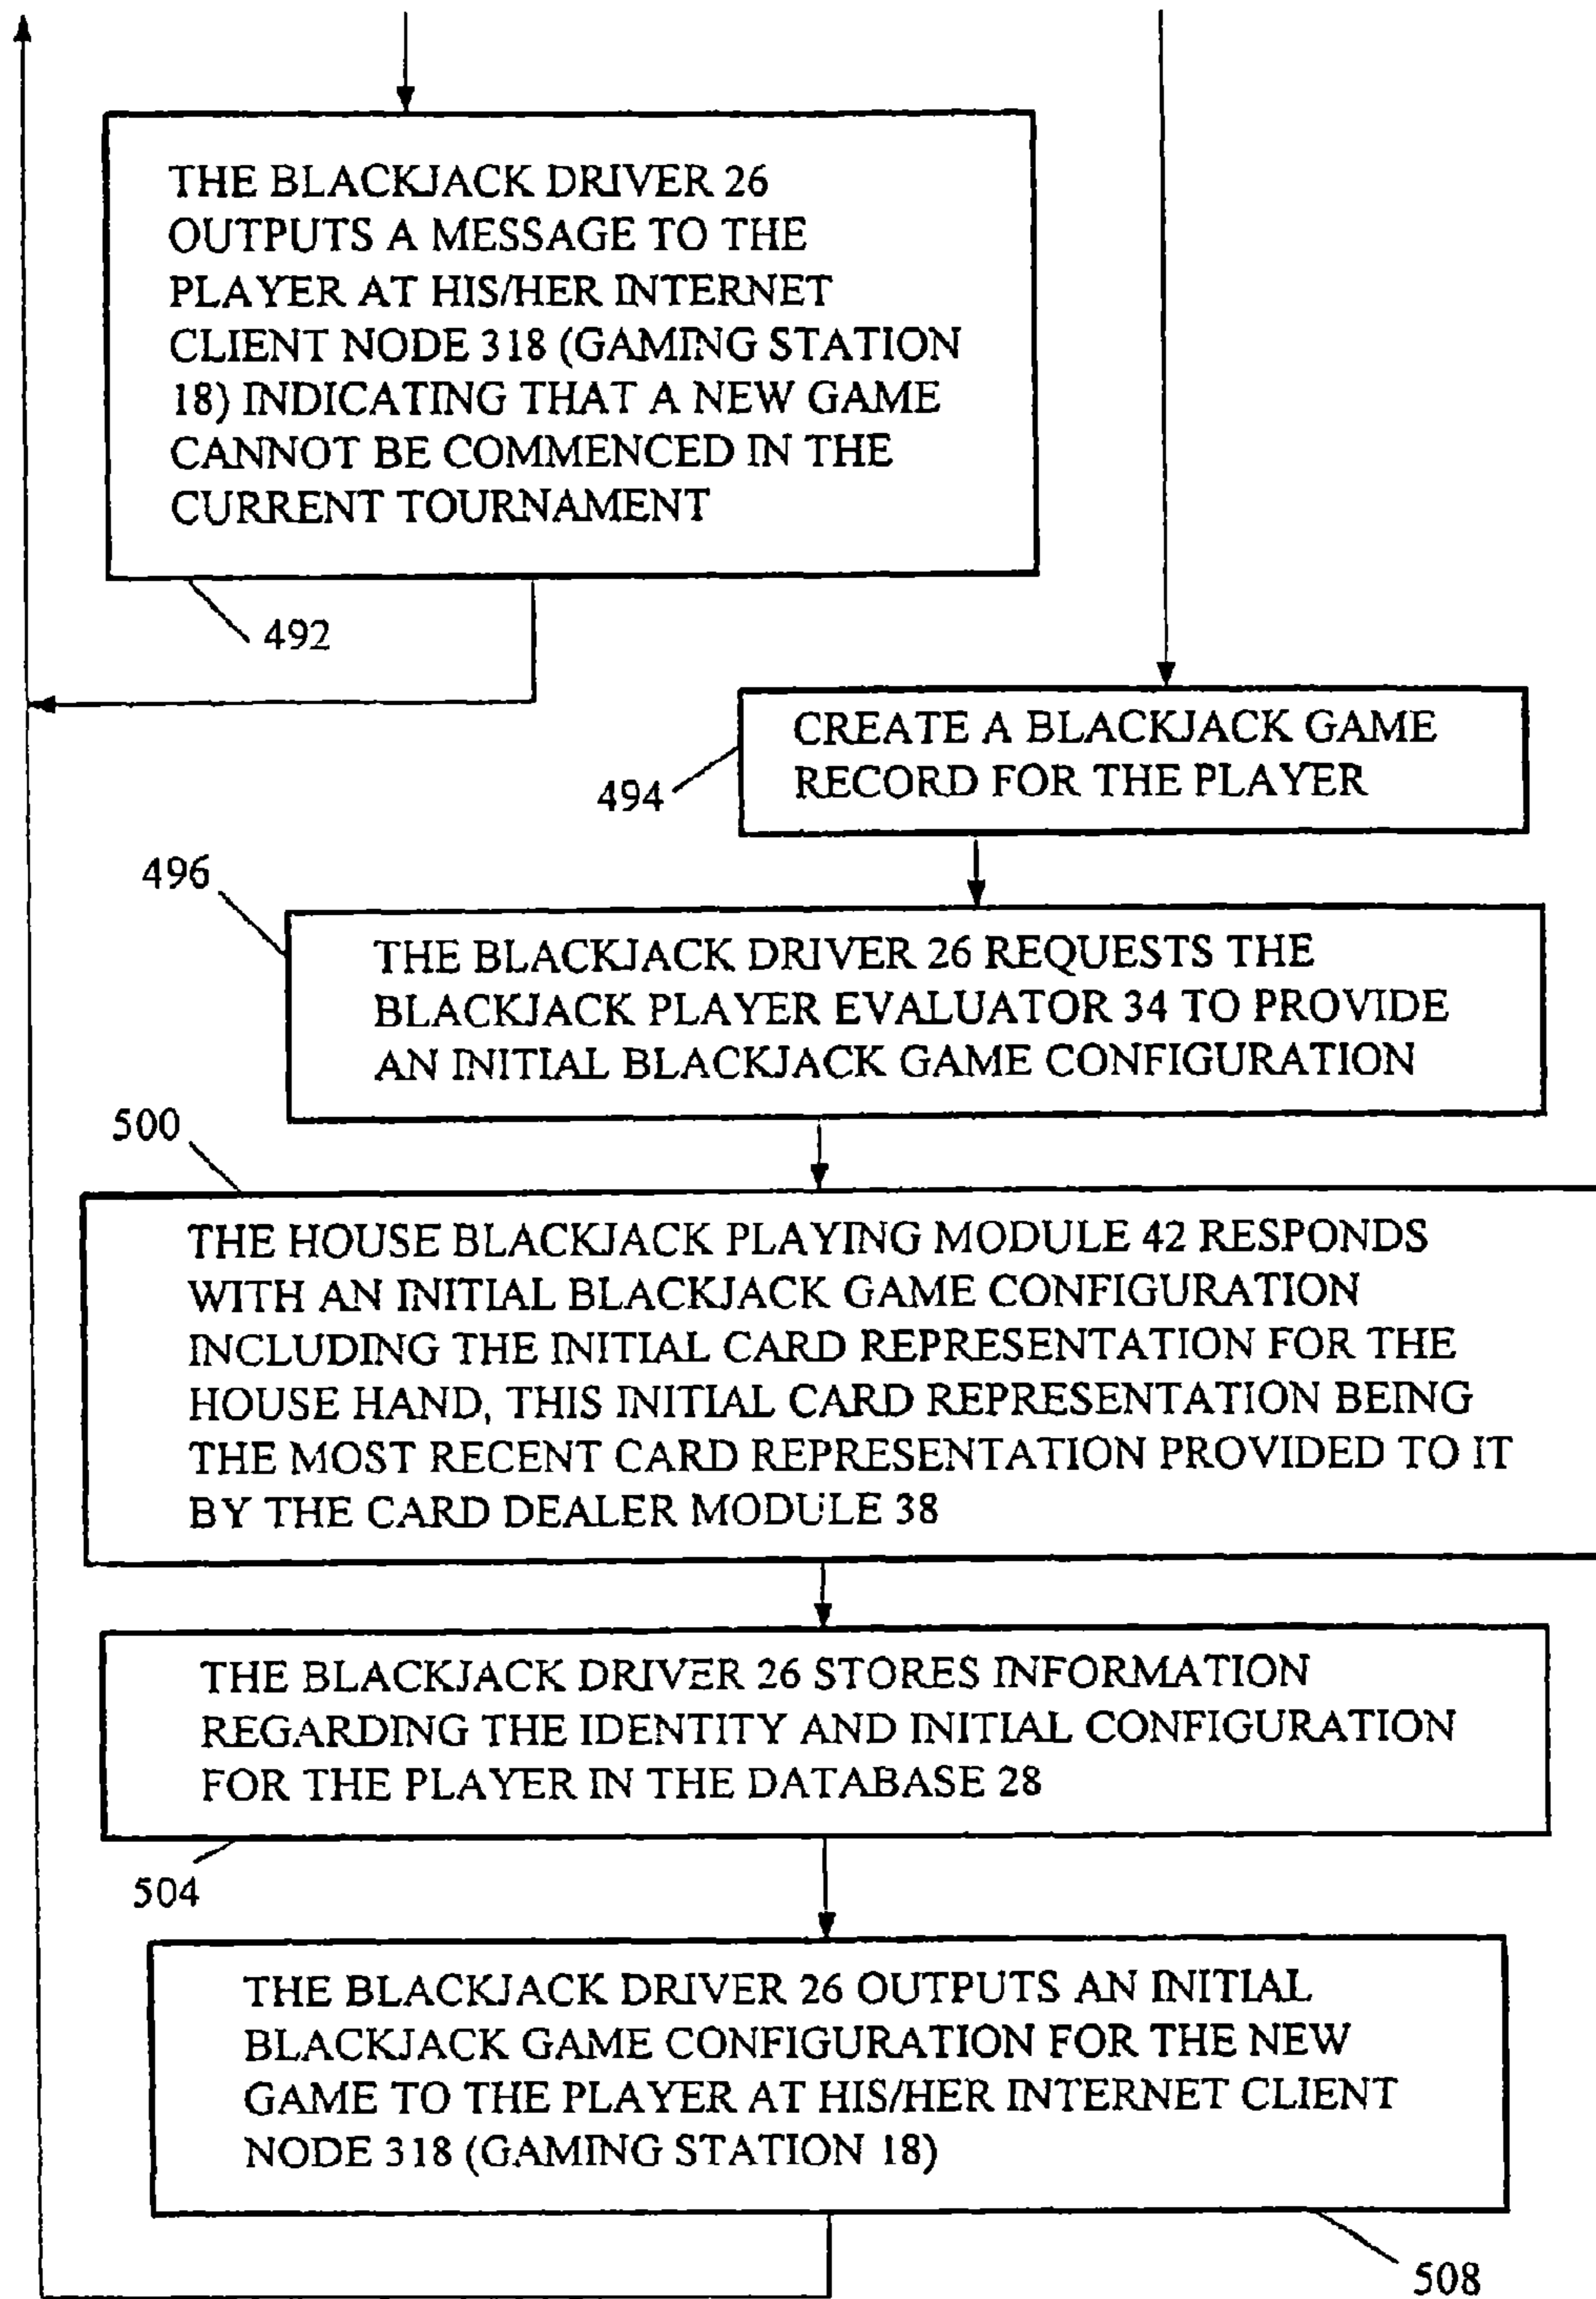 THE BLACKJACK DRIVER 26
OUTPUTS A MESSAGE TO THE
PLAYER AT HIS/HER INTERNET
CLIENT NODE 318 (GAMING STATION
18) INDICATING THAT A NEW GAME
CANNOT BE COMMENCED IN THE
CURRENT TOURNAMENT
492
CREATE A BLACKJACK GAME
RECORD FOR THE PLAYER
494
496
THE BLACKJACK DRIVER 26 REQUESTS THE
BLACKJACK PLAYER EVALUATOR 34 TO PROVIDE
AN INITIAL BLACKJACK GAME CONFIGURATION
500
THE HOUSE BLACKJACK PLAYING MODULE 42 RESPONDS
WITH AN INITIAL BLACKJACK GAME CONFIGURATION
INCLUDING THE INITIAL CARD REPRESENTATION FOR THE
HOUSE HAND, THIS INITIAL CARD REPRESENTATION BEING
THE MOST RECENT CARD REPRESENTATION PROVIDED TO IT
BY THE CARD DEALER MODULE 38
THE BLACKJACK DRIVER 26 STORES INFORMATION
REGARDING THE IDENTITY AND INITIAL CONFIGURATION
FOR THE PLAYER IN THE DATABASE 28
504
THE BLACKJACK DRIVER 26 OUTPUTS AN INITIAL
BLACKJACK GAME CONFIGURATION FOR THE NEW
GAME TO THE PLAYER AT HIS/HER INTERNET CLIENT
NODE 318 (GAMING STATION 18)
508